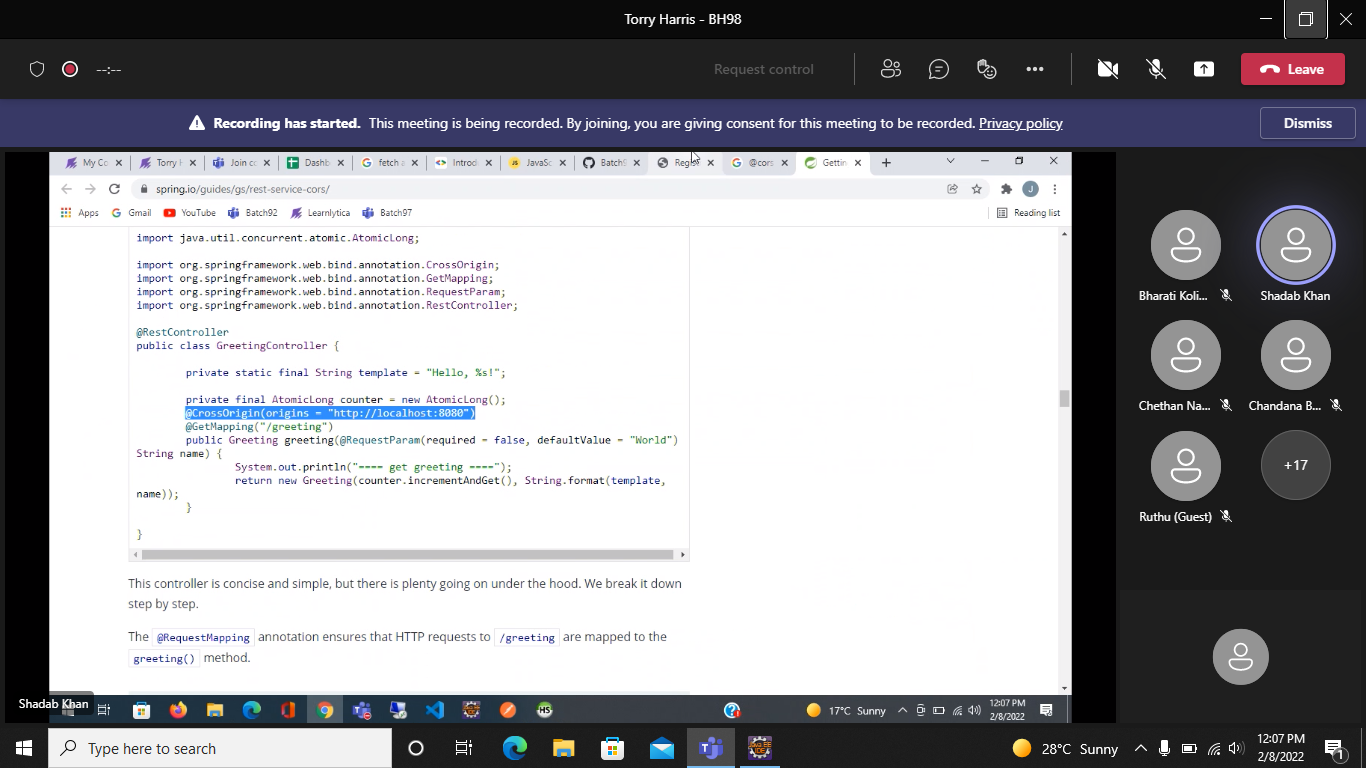 Torry Harris - BH98
--:--
Request control
Leave
Recording has started. This meeting is being recorded. By joining, you are giving consent for this meeting to be recorded. Privacy policy
Dismiss
My Co
Torry H
Join co
Dashb
fetch a
Introd
JavaSc
Batch9
Regis
@cors
Gettin
spring.io/guides/gs/rest-service-cors/
Apps
Gmail
YouTube
Batch92
Learnlytica
Batch97
Reading list
import java.util.concurrent.atomic.AtomicLong;
import org.springframework.web.bind.annotation.CrossOrigin;
import org.springframework.web.bind.annotation.GetMapping;
import org.springframework.web.bind.annotation.RequestParam;
import org.springframework.web.bind.annotation.RestController;
@RestController
public class GreetingController {
private static final String template = "Hello, %s!";
private final AtomicLong counter = new AtomicLong();
@CrossOrigin(origins = "http://localhost:8080")
@GetMapping("/greeting")
public Greeting greeting(@RequestParam(required = false, defaultValue = "World")
String name) {
System.out.println("==== get greeting ====");
return new Greeting(counter.incrementAndGet(), String.format(template,
name));
}
}
This controller is concise and simple, but there is plenty going on under the hood. We break it down
step by step.
The @RequestMapping annotation ensures that HTTP requests to /greeting are mapped to the
greeting() method.
Bharati Koli...
Shadab Khan
Chethan Na...
Chandana B...
Ruthu (Guest)
+17
Shadab Khan
17°C Sunny
12:07 PM
2/8/2022
Type here to search
28°C Sunny
12:07 PM
2/8/2022
1